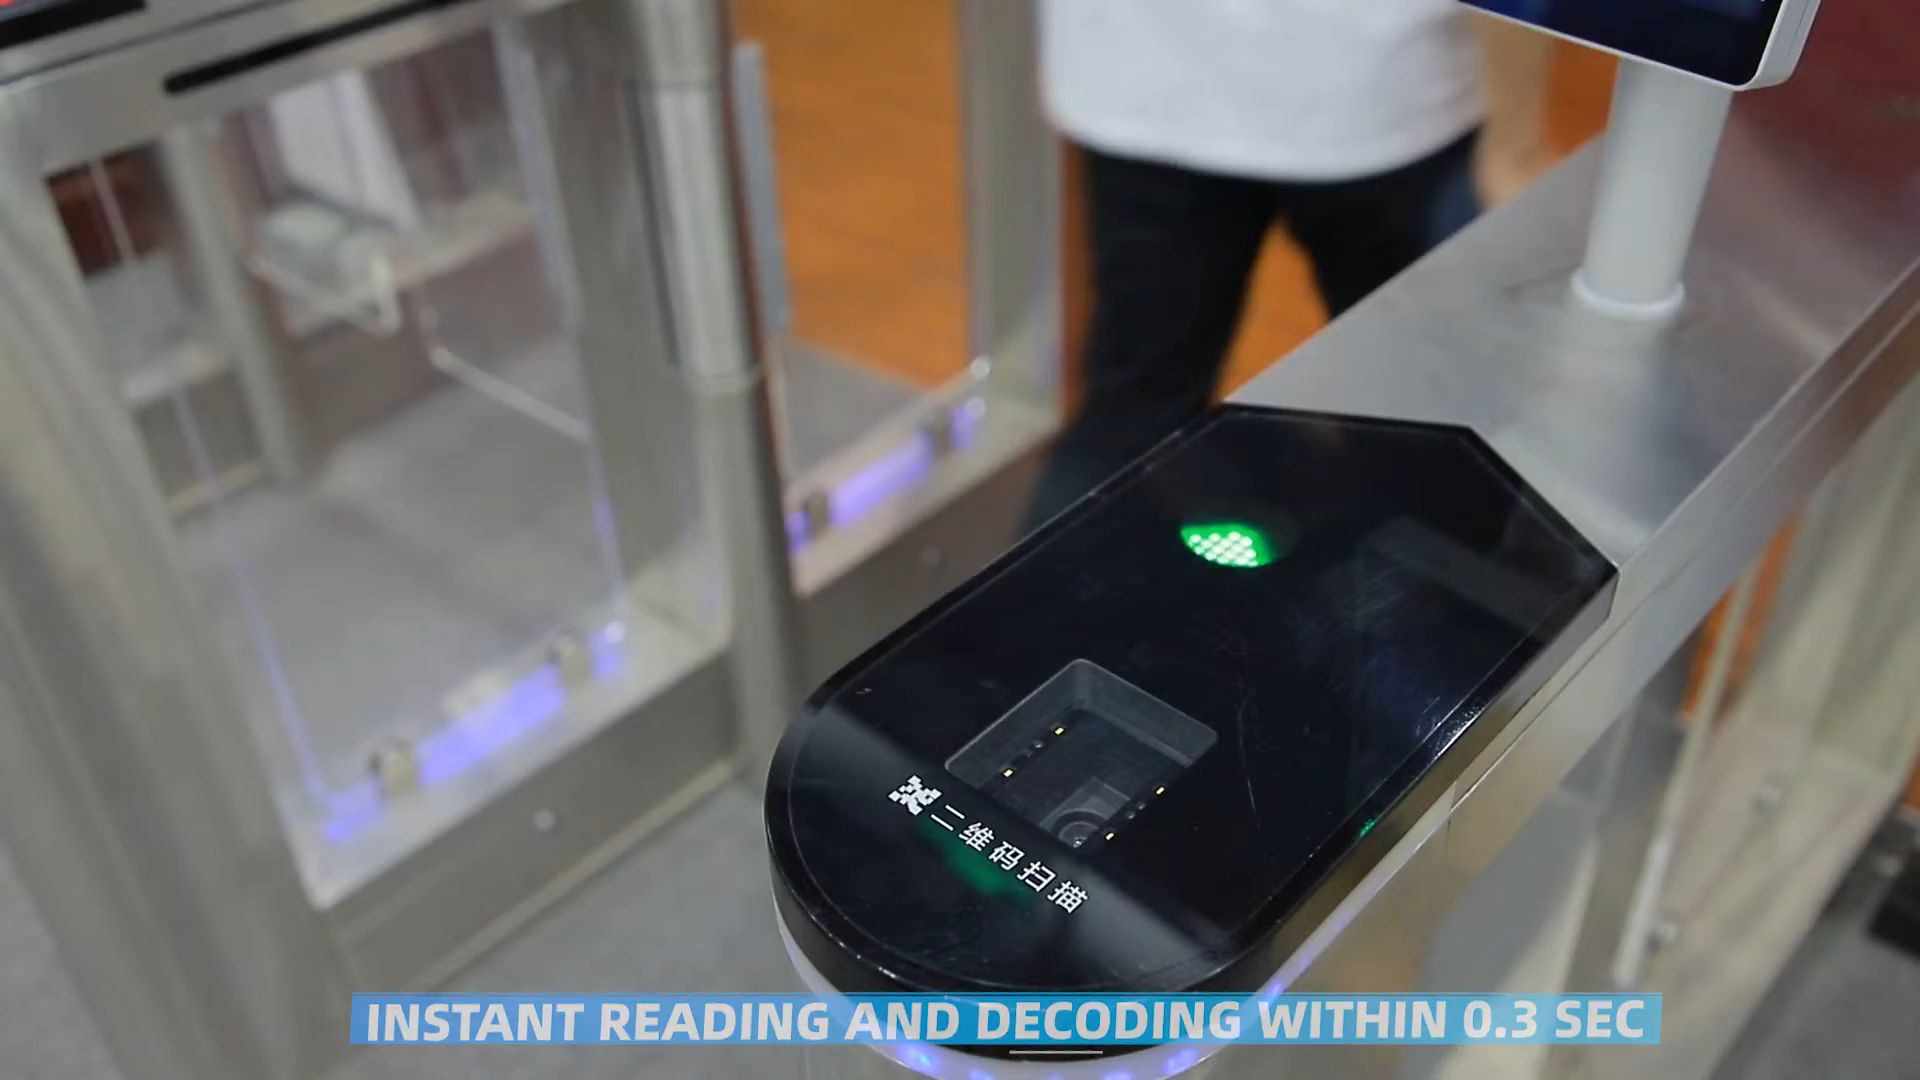 二维码扫描
INSTANT READING AND DECODING WITHIN 0.3 SEC